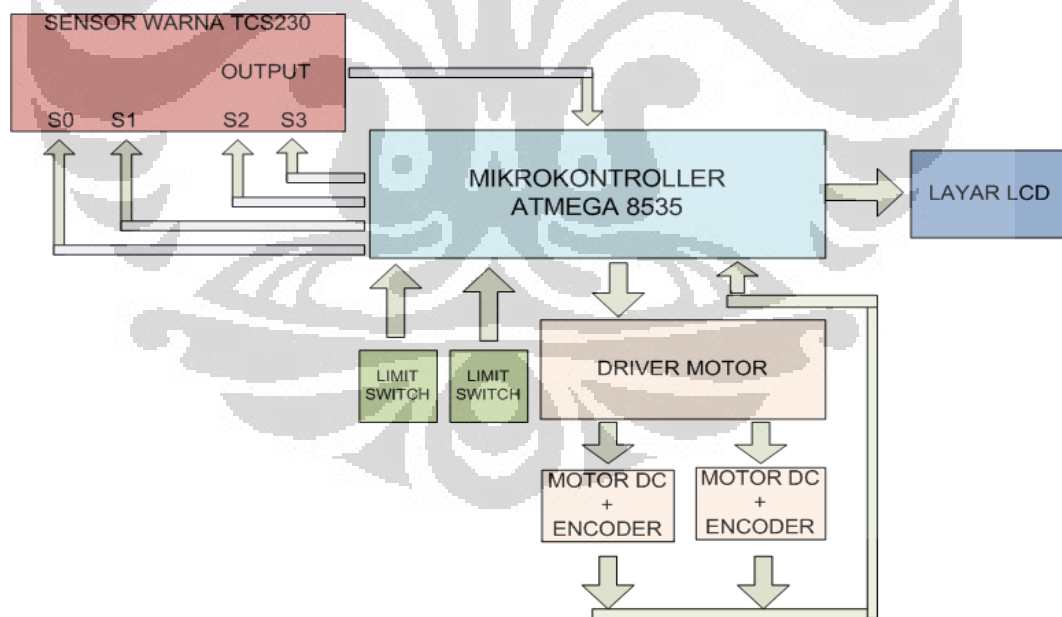 SENSOR WARNA TCS230
OUTPUT
S0 S1 S2 S3
MIKROKONTROLLER
ATMEGA 8535
LAYAR LCD
LIMIT
SWITCH
LIMIT
SWITCH
DRIVER MOTOR
MOTOR DC
+
ENCODER
MOTOR DC
+
ENCODER